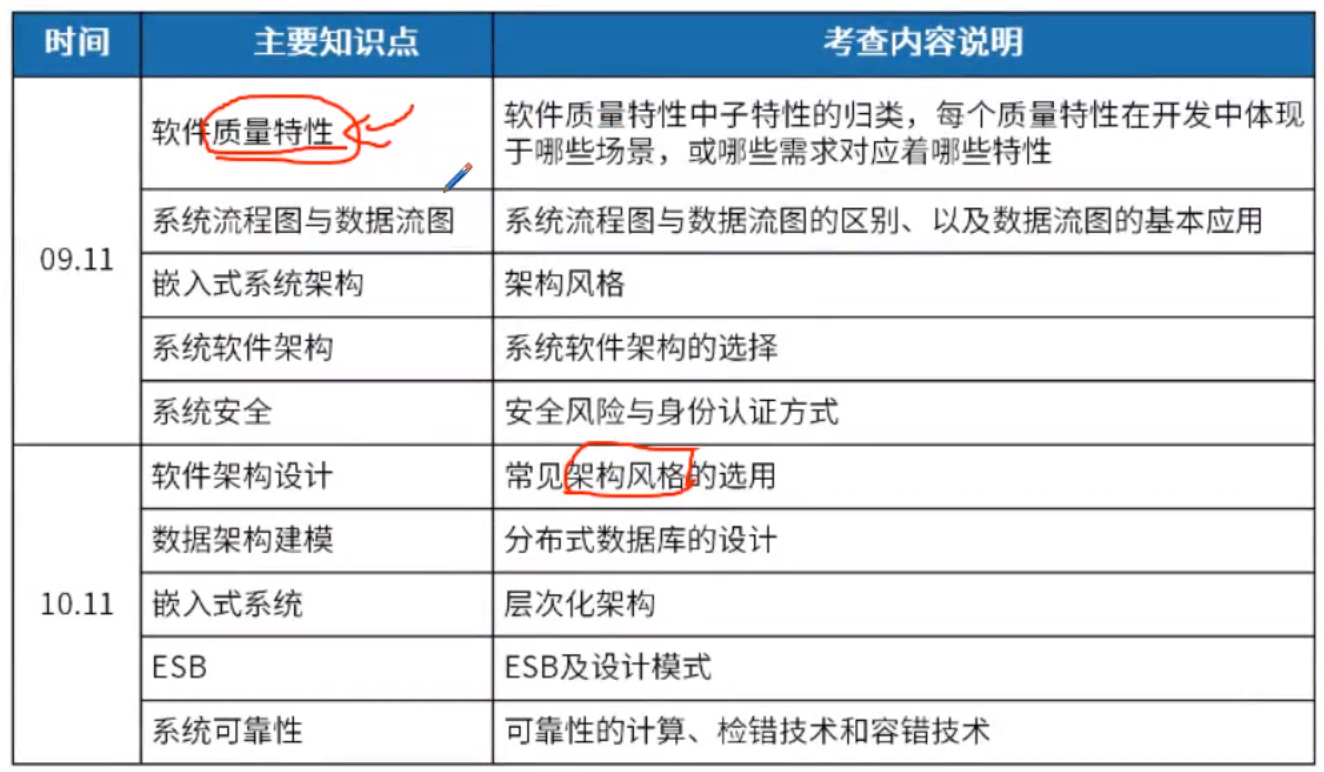 时间 主要知识点 考查内容说明
09.11
软件质量特性
软件质量特性中子特性的归类，每个质量特性在开发中体现
于哪些场景，或哪些需求对应着哪些特性
系统流程图与数据流图 系统流程图与数据流图的区别、以及数据流图的基本应用
嵌入式系统架构 架构风格
系统软件架构 系统软件架构的选择
系统安全 安全风险与身份认证方式
10.11
软件架构设计 常见架构风格的选用
数据架构建模 分布式数据库的设计
嵌入式系统 层次化架构
ESB ESB及设计模式
系统可靠性 可靠性的计算、检错技术和容错技术